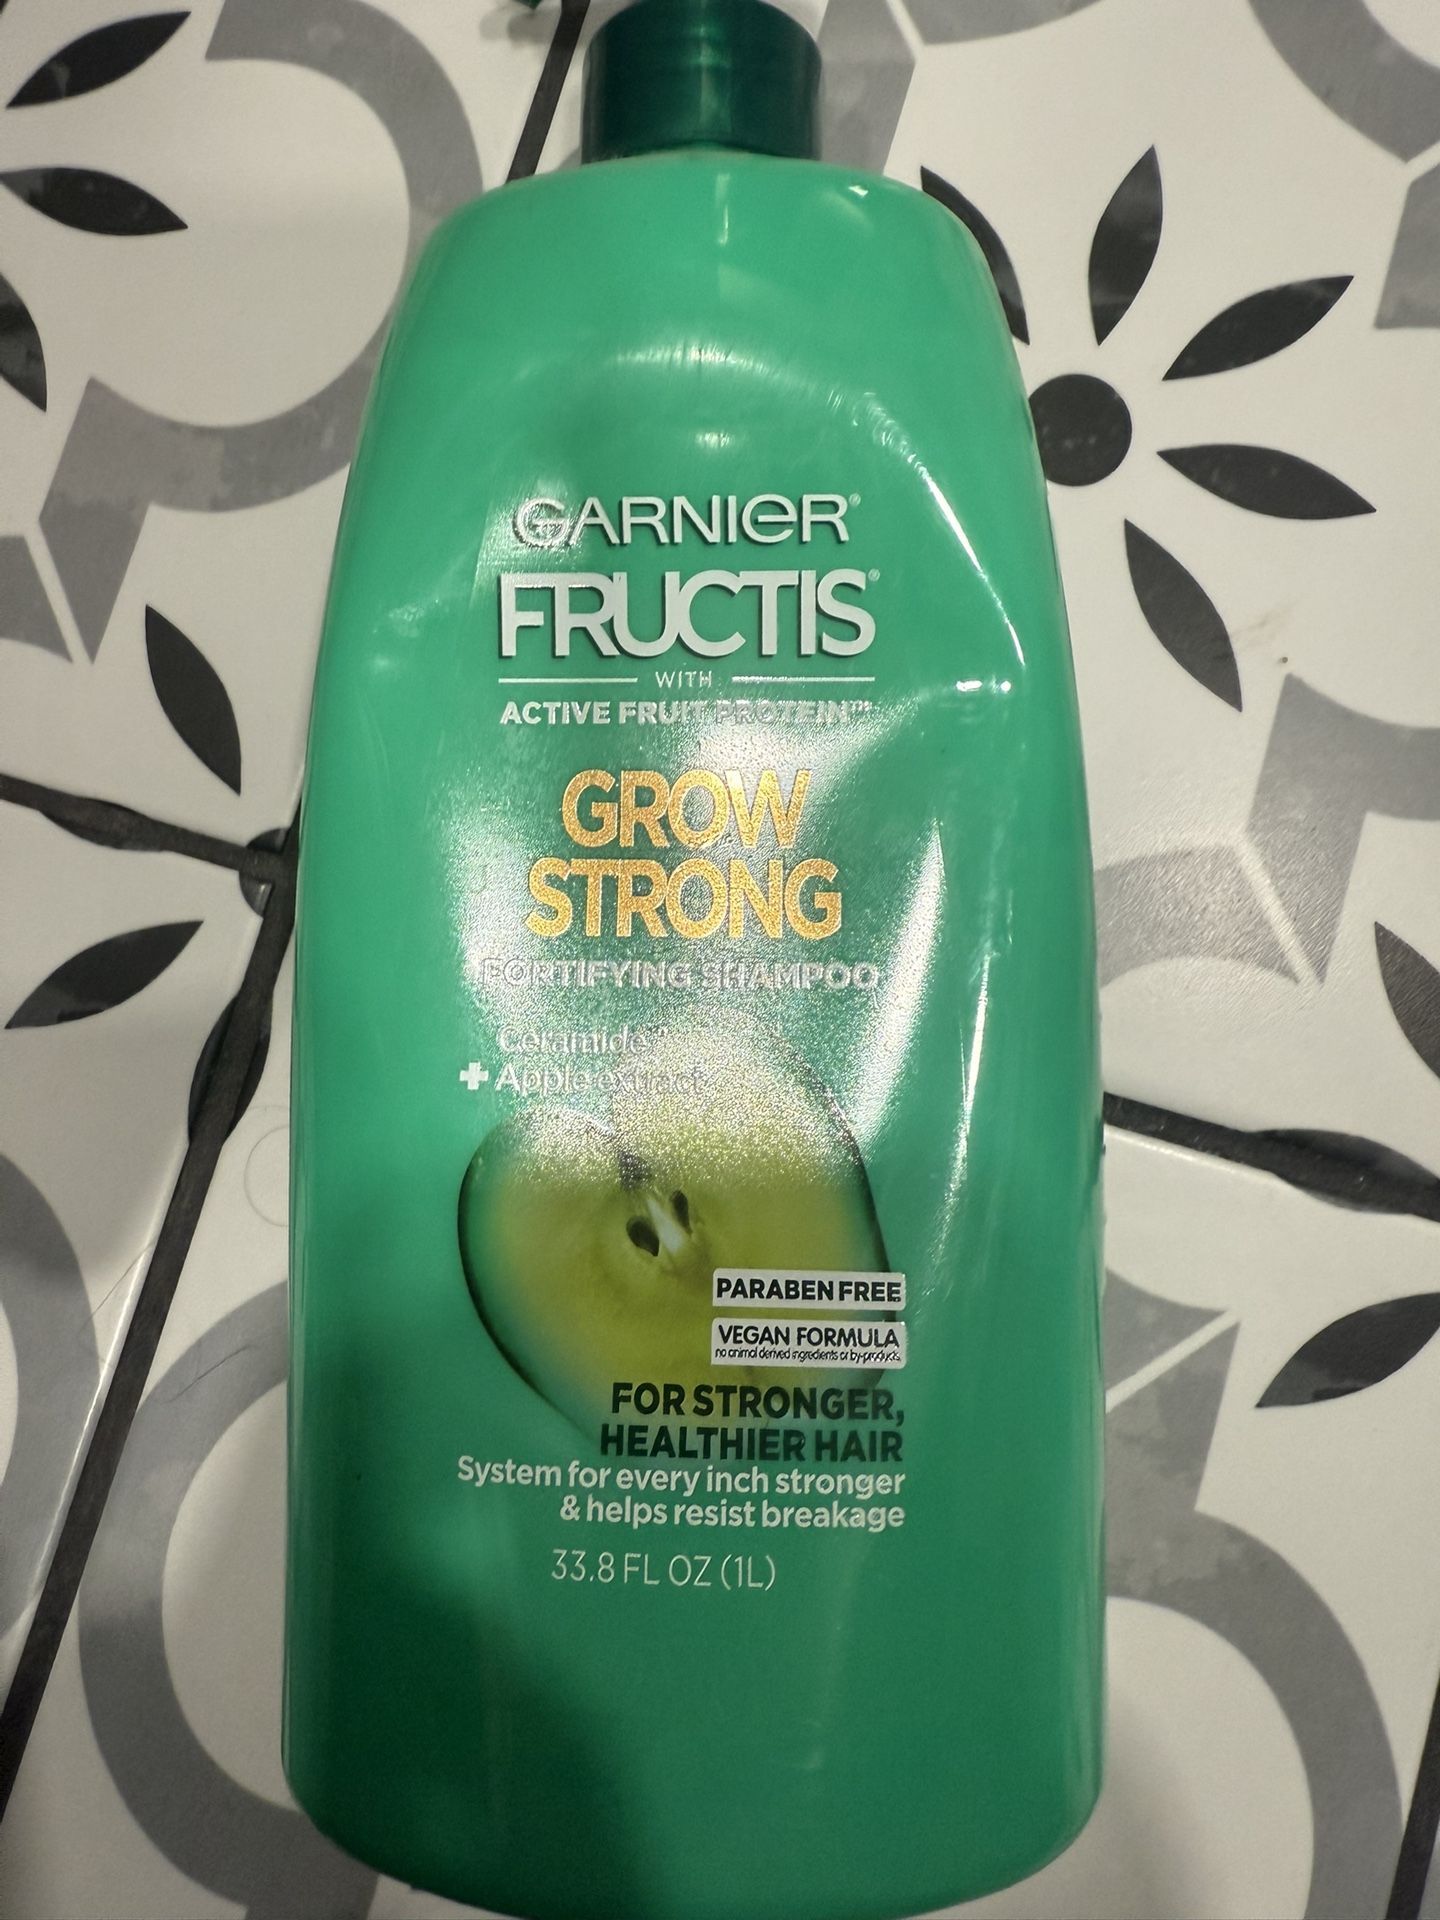 GARNIER®
FRUCTIS®
WITH
ACTIVE FRUIT PROTEIN™
GROW
STRONG
FORTIFYING SHAMPOO
Ceramide
+ Apple extract
PARABEN FREE
VEGAN FORMULA
no animal derived ingredients or by-products
FOR STRONGER,
HEALTHIER HAIR
System for every inch stronger
& helps resist breakage
33.8 FL OZ (1L)